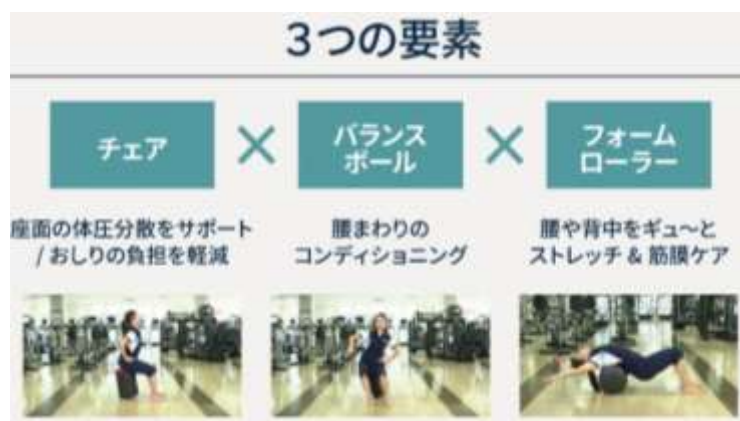 3つの要素
チェア
×
バランス
ボール
×
フォーム
ローラー
座面の体圧分散をサポート
/ おしりの負担を軽減
腰まわりの
コンディショニング
腰や背中をギュ〜と
ストレッチ & 筋膜ケア